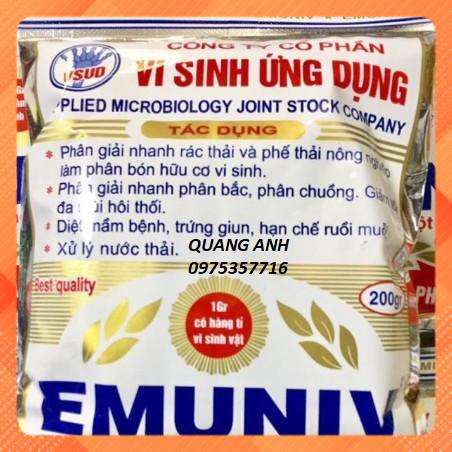 EMUNIV
VSUD
CÔNG TY CỔ PHẦN
VI SINH ỨNG DỤNG
PLIED MICROBIOLOGY JOINT STOCK COMPANY
TÁC DỤNG
* Phân giải nhanh rác thải và phế thải nông nghiệp
làm phân bón hữu cơ vi sinh.
* Phân giải nhanh phân bắc, phân chuồng. Giảm
đa mùi hôi thối.
* Diệt mầm bệnh, trứng giun, hạn chế ruồi muỗ
* Xử lý nước thải.
QUANG ANH
0975357716
Best quality
200gr
1Gr
có hàng tỉ
vi sinh vật
EMUNIV